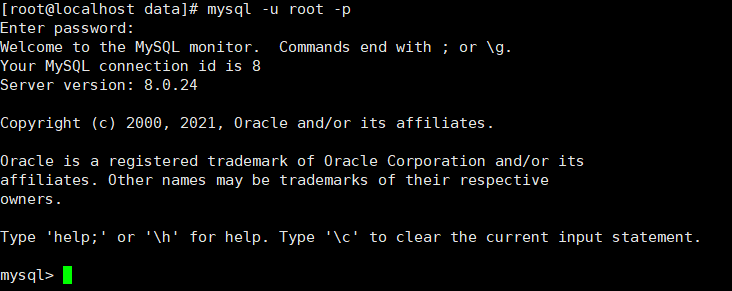 [root@localhost data]# mysql -u root -p
Enter password:
Welcome to the MySQL monitor.  Commands end with ; or \g.
Your MySQL connection id is 8
Server version: 8.0.24
Copyright (c) 2000, 2021, Oracle and/or its affiliates.
Oracle is a registered trademark of Oracle Corporation and/or its
affiliates. Other names may be trademarks of their respective
owners.
Type 'help;' or '\h' for help. Type '\c' to clear the current input statement.
mysql>